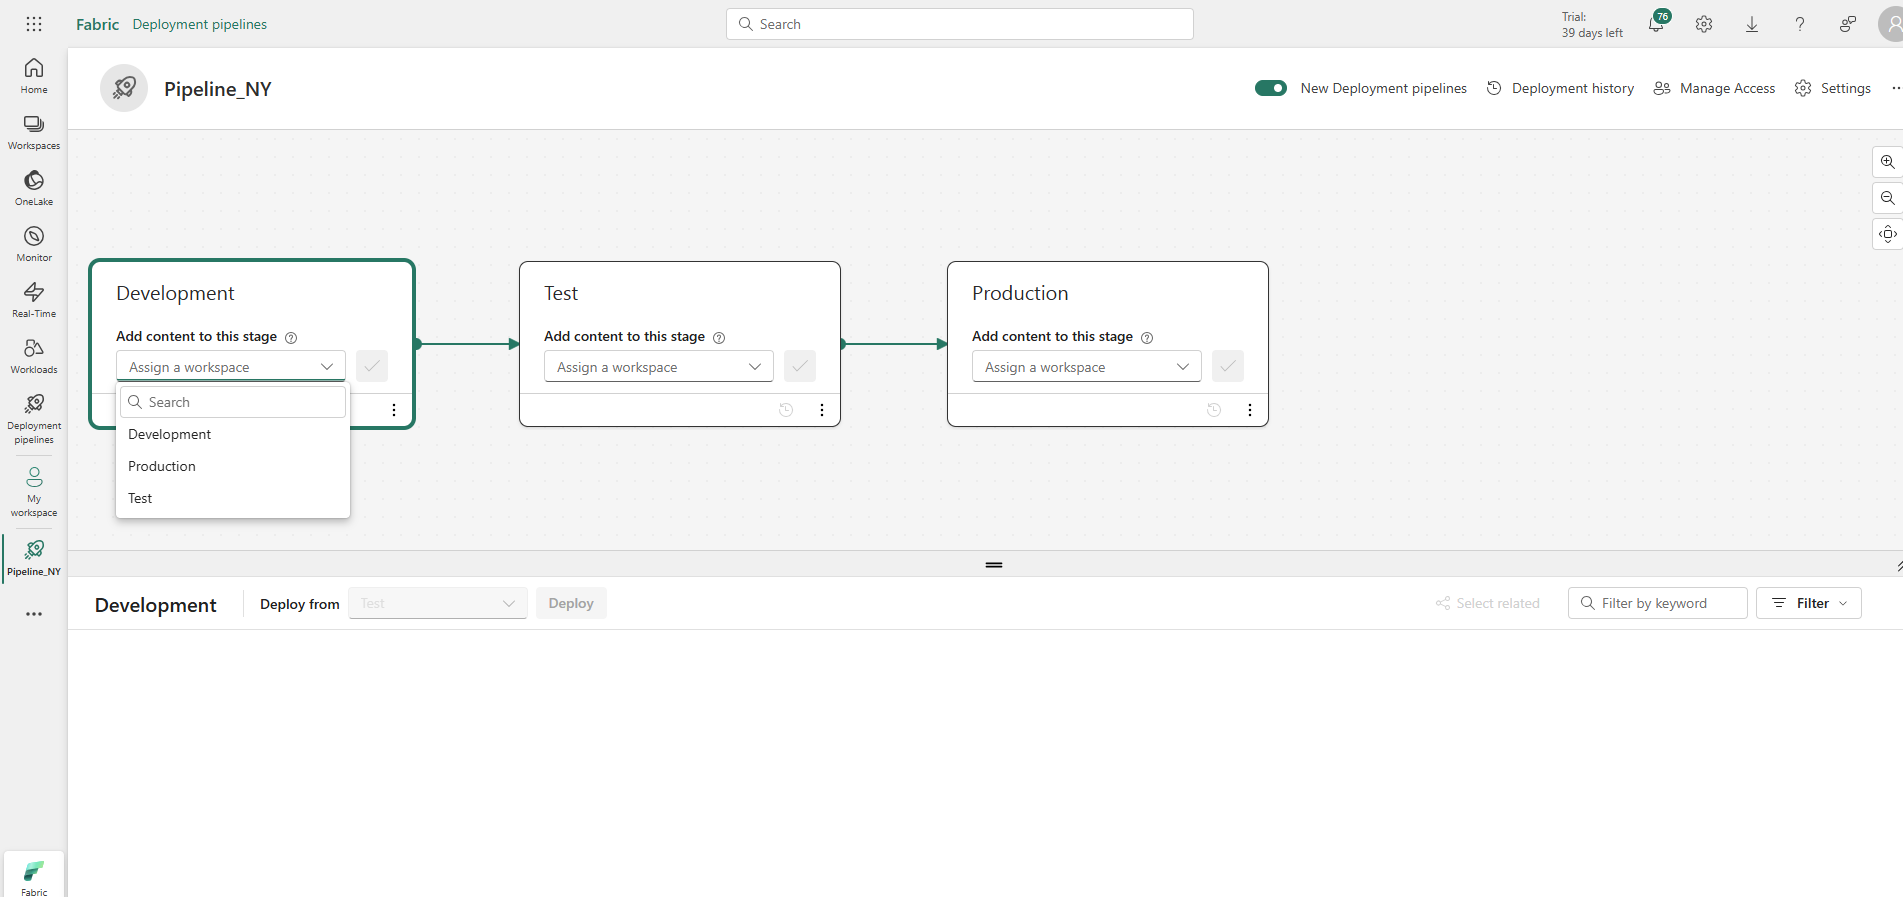 Fabric Deployment pipelines
Search
Trial:
39 days left
76
Home
Workspaces
OneLake
Monitor
Real-Time
Workloads
Deployment
pipelines
My
workspace
Pipeline_NY
Fabric
Pipeline_NY
New Deployment pipelines
Deployment history
Manage Access
Settings
Development
Add content to this stage
Assign a workspace
Search
Development
Production
Test
Test
Add content to this stage
Assign a workspace
Production
Add content to this stage
Assign a workspace
Development
Deploy from
Test
Deploy
Select related
Filter by keyword
Filter